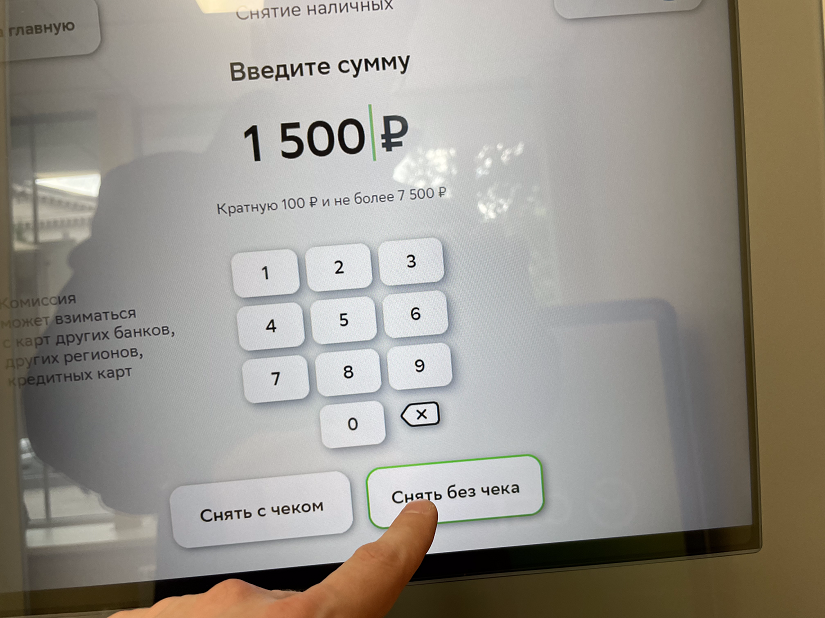 главную
Снятие наличных
Введите сумму
1 500 ₽
Кратную 100 ₽ и не более 7 500 ₽
1 2 3
4 5 6
7 8 9
0
Комиссия
может взиматься
с карт других банков,
других регионов,
кредитных карт
Снять с чеком
Снять без чека